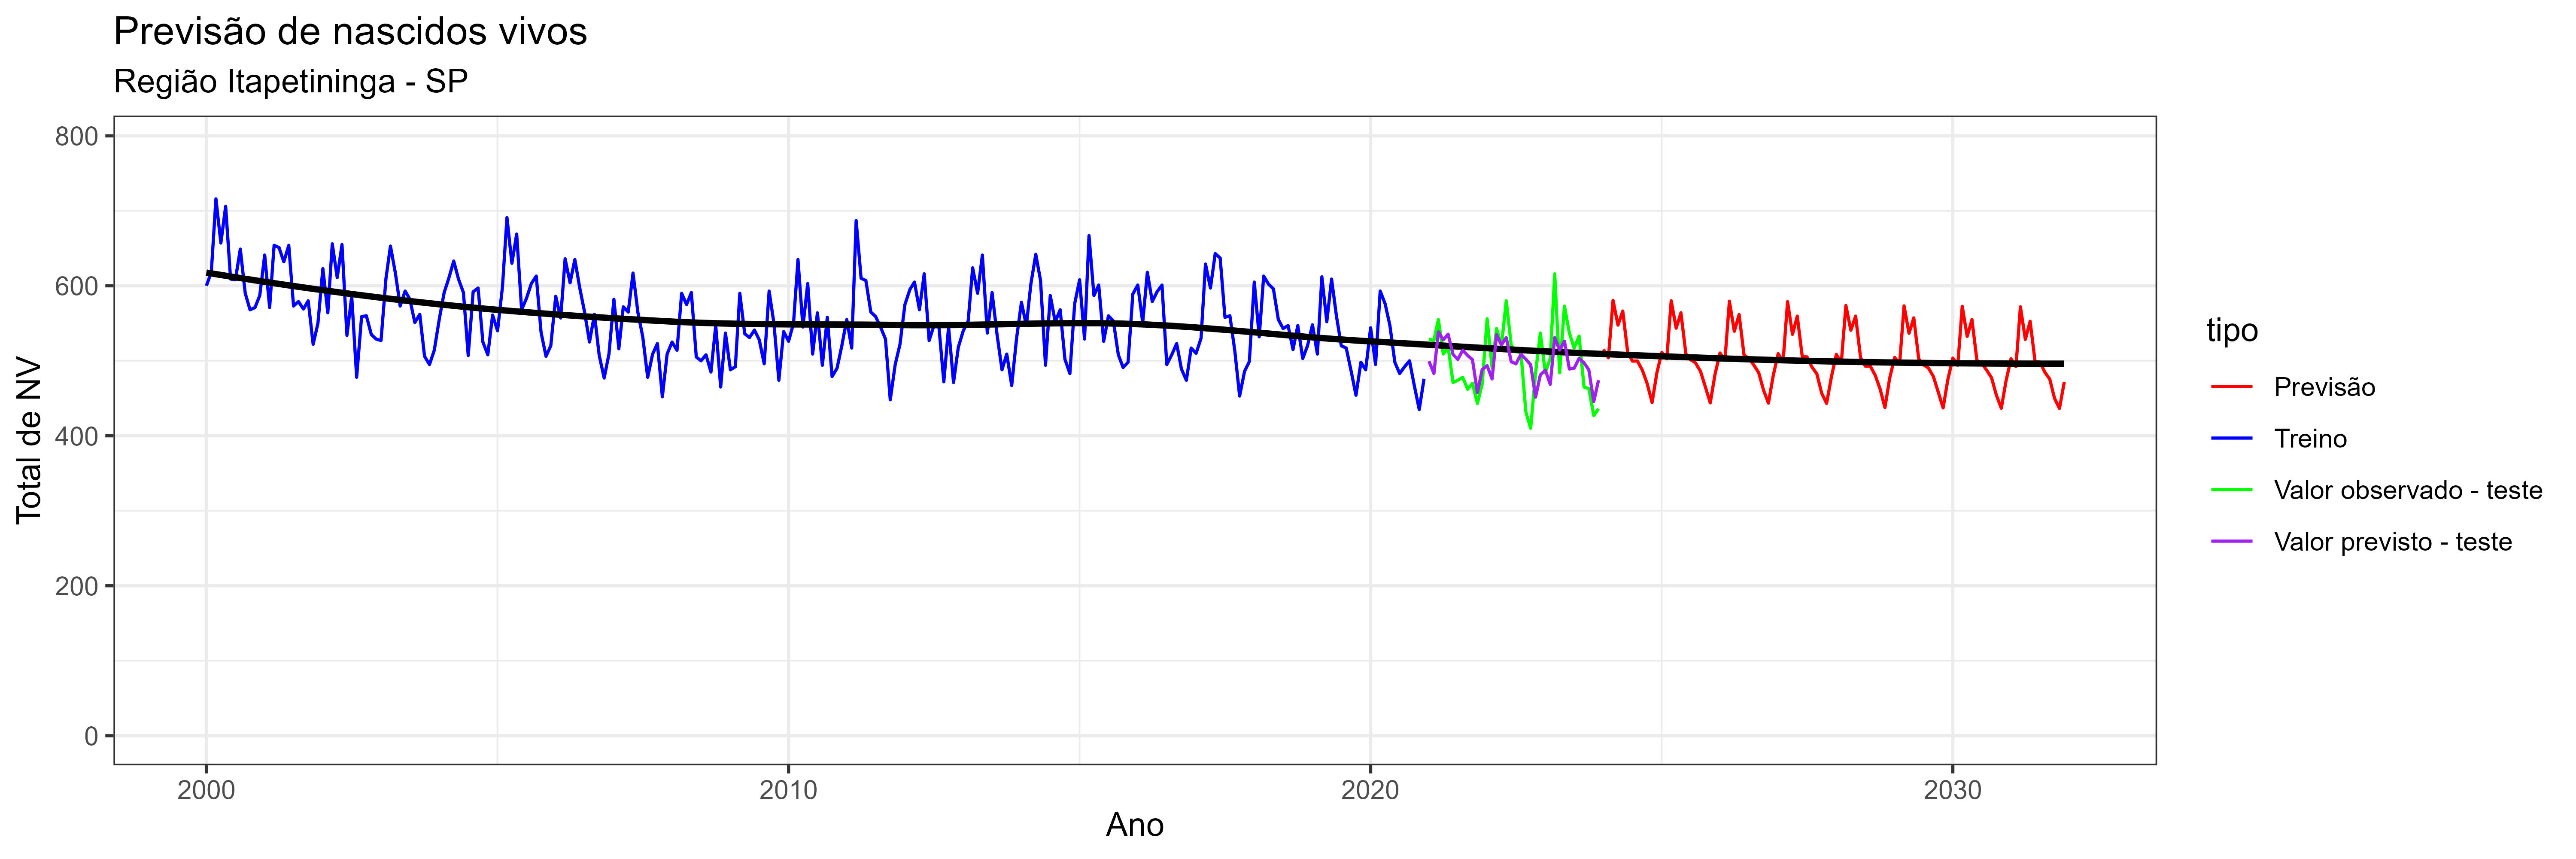 Previsão de nascidos vivos
Região Itapetininga - SP
Total de NV
800
600
400
200
0
2000
2010
2020
2030
Ano
tipo
Previsão
Treino
Valor observado - teste
Valor previsto - teste